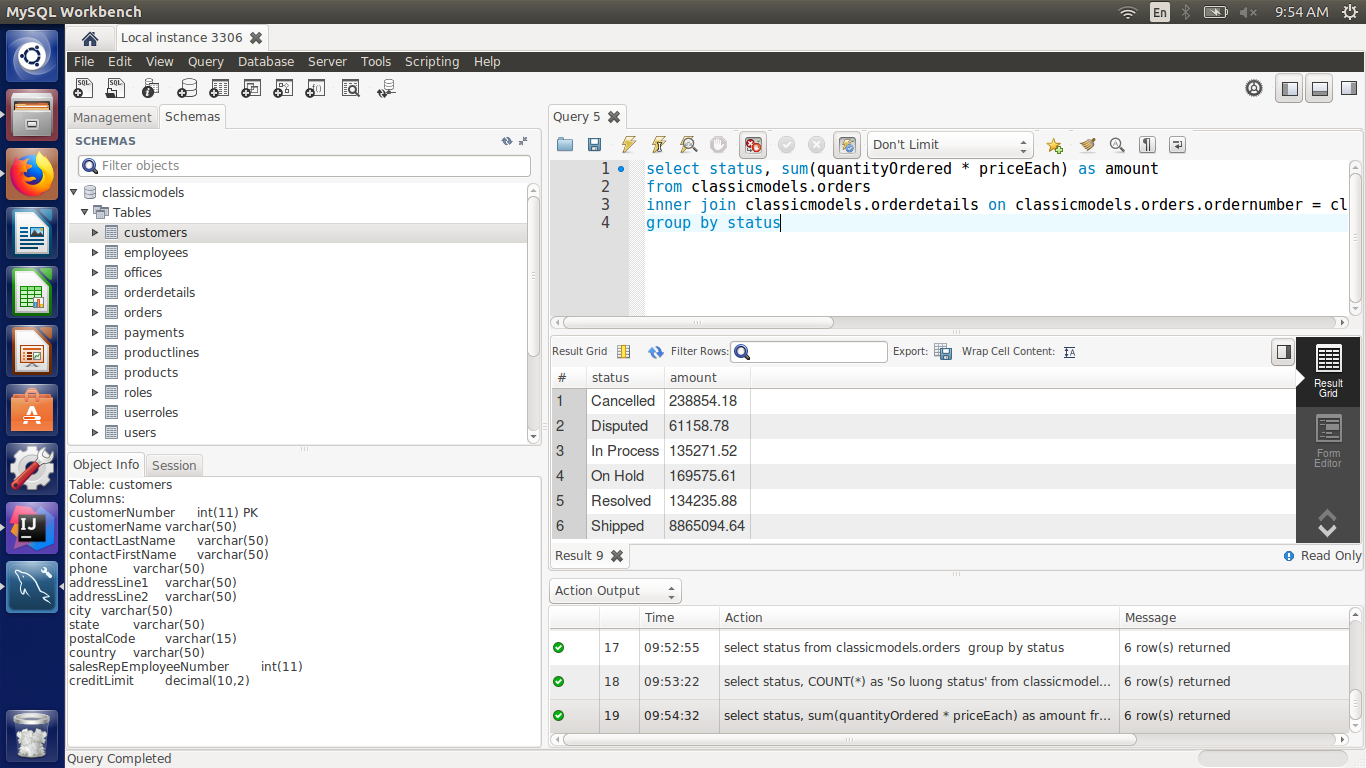 MySQL Workbench
En
9:54 AM
Local instance 3306
File Edit View Query Database Server Tools Scripting Help
Management
Schemas
SCHEMAS
Filter objects
classicmodels
Tables
customers
employees
offices
orderdetails
orders
payments
productlines
products
roles
userroles
users
Object Info
Session
Table: customers
Columns:
customerNumber int(11) PK
customerName varchar(50)
contactLastName varchar(50)
contactFirstName varchar(50)
phone varchar(50)
addressLine1 varchar(50)
addressLine2 varchar(50)
city varchar(50)
state varchar(50)
postalCode varchar(15)
country varchar(50)
salesRepEmployeeNumber int(11)
creditLimit decimal(10,2)
Query 5
Don't Limit
1 select status, sum(quantityOrdered * priceEach) as amount
2 from classicmodels.orders
3 inner join classicmodels.orderdetails on classicmodels.orders.ordernumber = cl
4 group by status
Result Grid Filter Rows: Export: Wrap Cell Content:
# status amount
1 Cancelled 238854.18
2 Disputed 61158.78
3 In Process 135271.52
4 On Hold 169575.61
5 Resolved 134235.88
6 Shipped 8865094.64
Result Grid
Form Editor
Result 9
Read Only
Action Output
Time Action Message
17 09:52:55 select status from classicmodels.orders group by status 6 row(s) returned
18 09:53:22 select status, COUNT(*) as 'So luong status' from classicmodel... 6 row(s) returned
19 09:54:32 select status, sum(quantityOrdered * priceEach) as amount fr... 6 row(s) returned
Query Completed